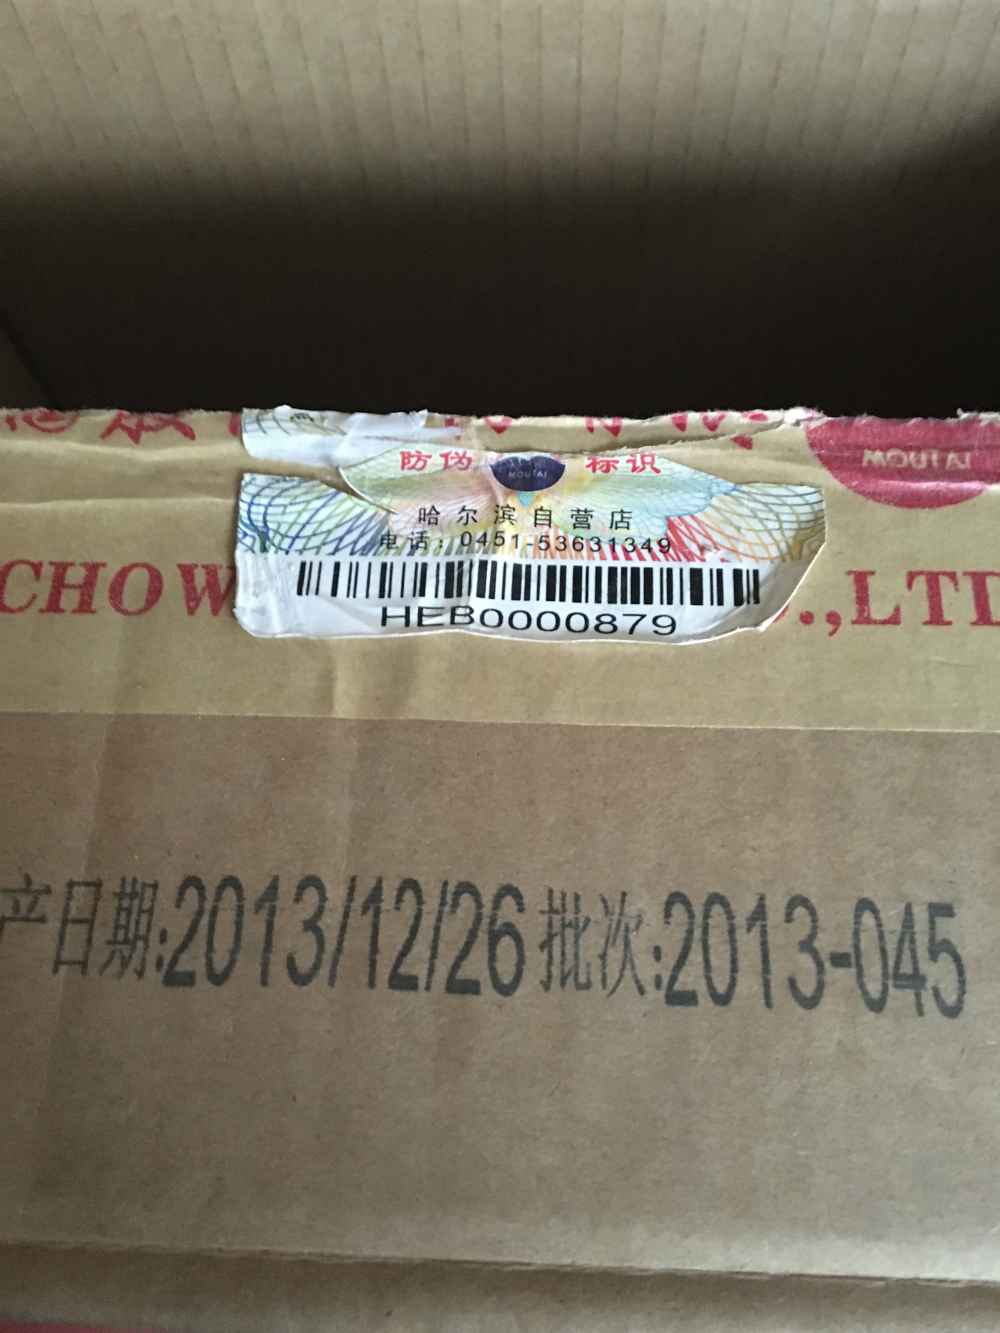 防伪 MOUTAI 标识
MOUTAI
哈尔滨自营店
电话：0451-53631349
CHOW
.,LTD
HEB0000879
产日期:2013/12/26 批次:2013-045